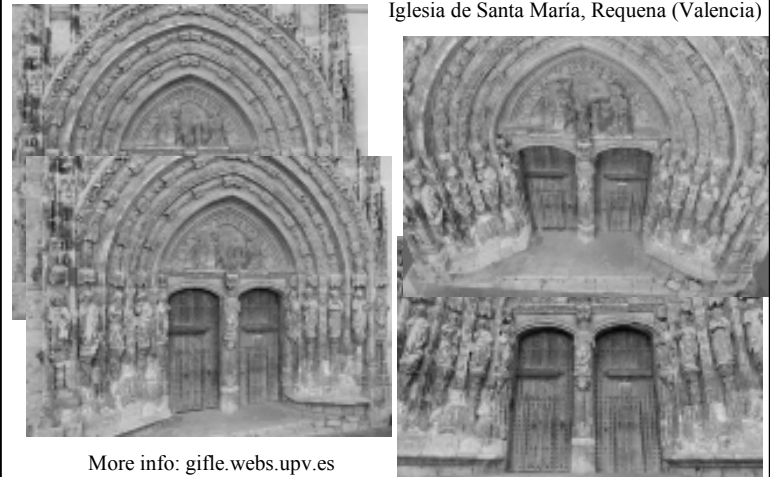 Iglesia de Santa María, Requena (Valencia)
More info: gifle.webs.upv.es